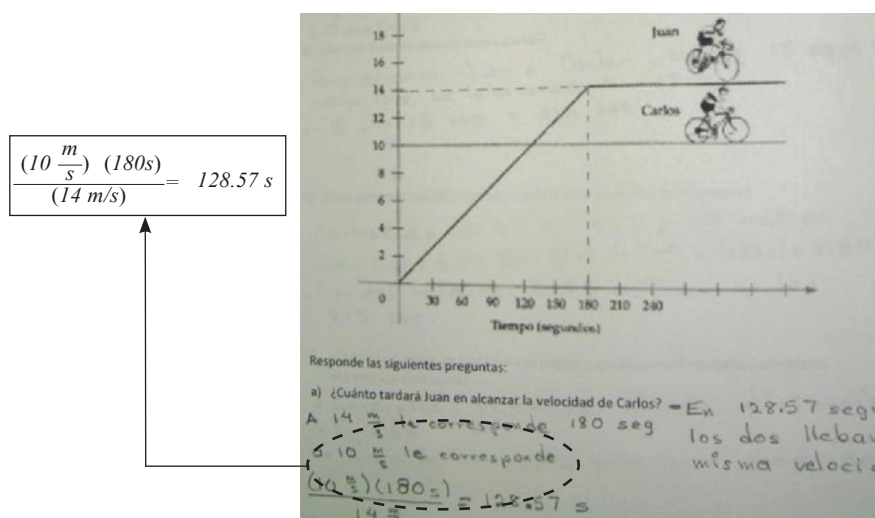 18
16
14
12
10
8
6
4
2
0
30 60 90 120 150 180 210 240
Tiempo (segundos)
Juan
Carlos
(10 m/s) (180s)
(14 m/s)
= 128.57 s
Responde las siguientes preguntas:
a) ¿Cuánto tardará Juan en alcanzar la velocidad de Carlos? - En 128.57 seg
los dos lleban
misma veloci
A 14 m/s le corresponde 180 seg
10 m/s le corresponde
(10 m/s)(180s)
14 m
= 128.57 s